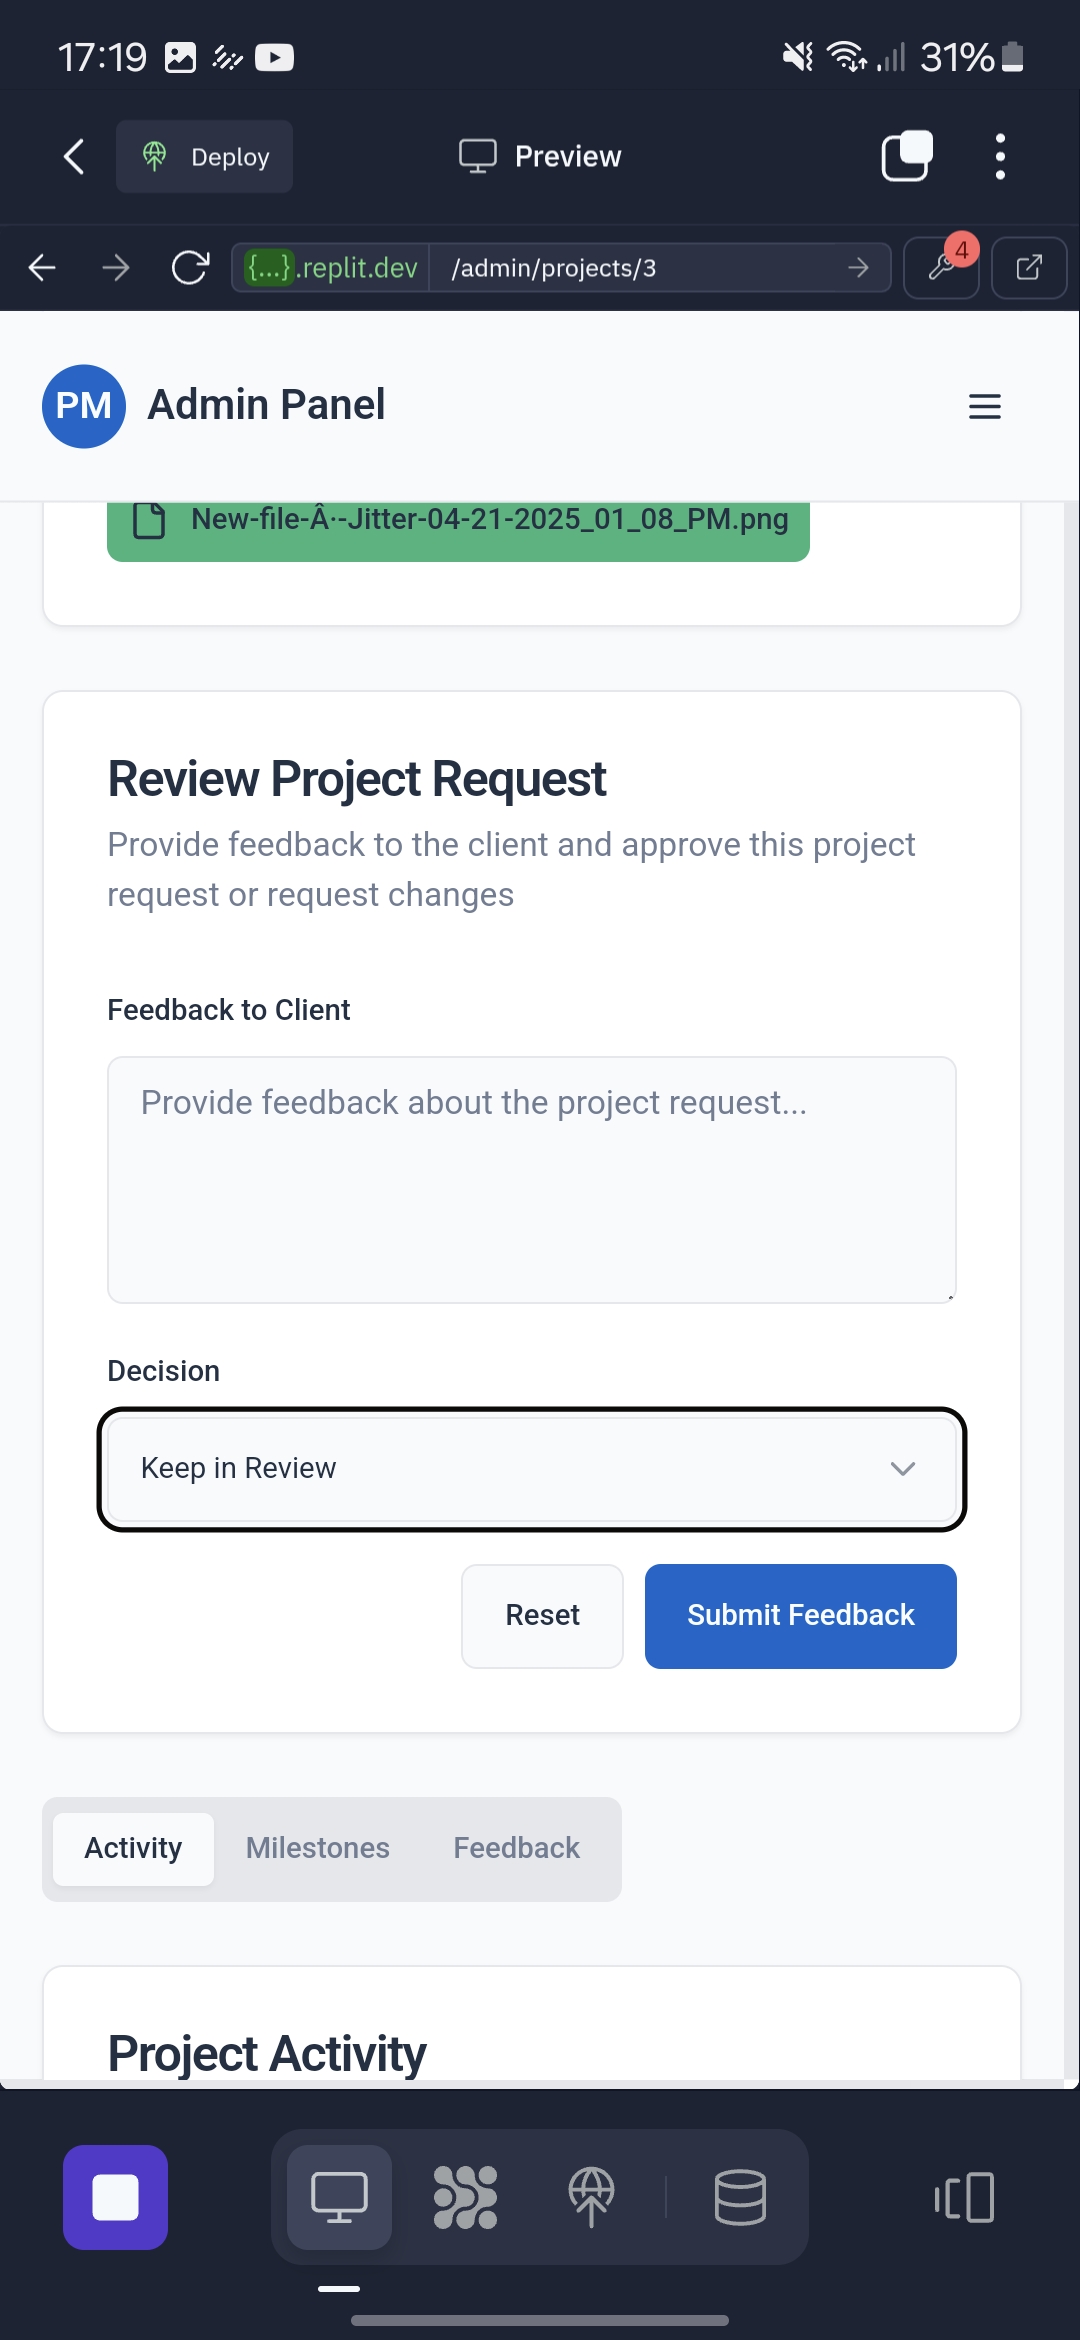 17:19
31%
Deploy
Preview
{...}.replit.dev
/admin/projects/3
4
PM
Admin Panel
New-file-Â·-Jitter-04-21-2025_01_08_PM.png
Review Project Request
Provide feedback to the client and approve this project
request or request changes
Feedback to Client
Provide feedback about the project request...
Decision
Keep in Review
Reset
Submit Feedback
Activity
Milestones
Feedback
Project Activity